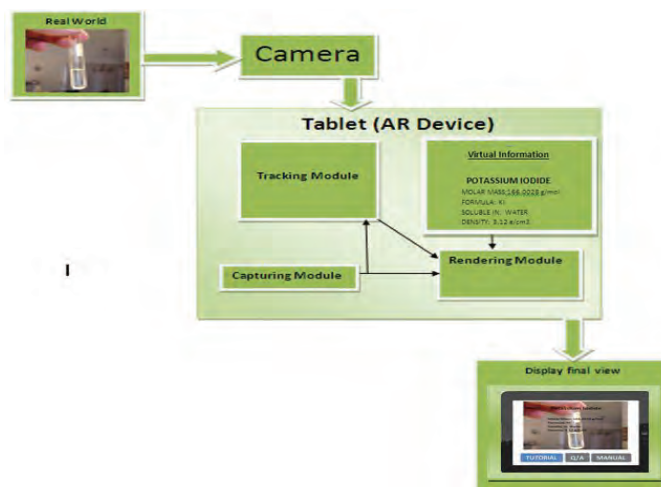 Real World
Camera
Tablet (AR Device)
Tracking Module
Virtual Information
POTASSIUM IODIDE
MOLAR MASS:166.0028 g/mol
FORMULA: KI
SOLUBLE IN: WATER
DENSITY: 3.12 g/cm3
Capturing Module
Rendering Module
I
Display final view
TUTORIAL
Q/A
MANUAL